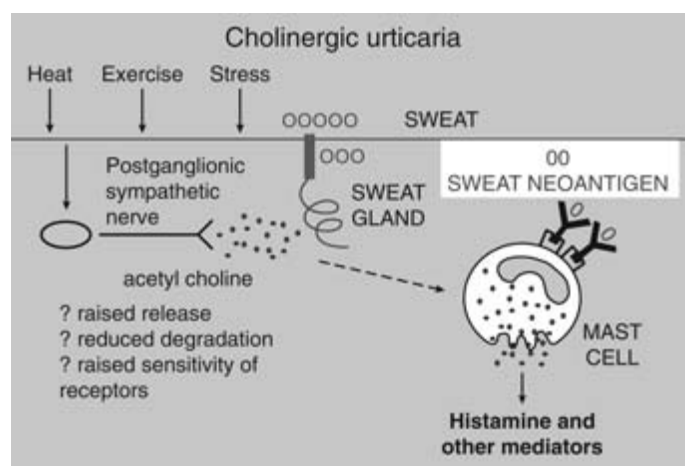 Cholinergic urticaria
Heat Exercise Stress
OOOOO SWEAT
OOO
Postganglionic
sympathetic
nerve
SWEAT
GLAND
OO
SWEAT NEOANTIGEN
O
O
acetyl choline
? raised release
? reduced degradation
? raised sensitivity of
receptors
MAST
CELL
Histamine and
other mediators